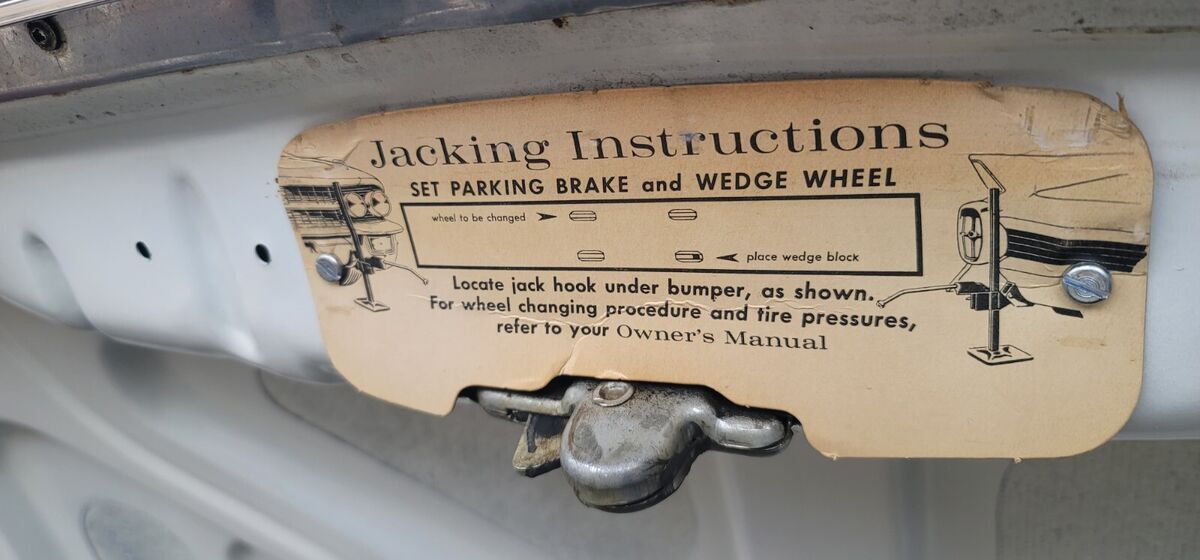 Jacking Instructions
SET PARKING BRAKE and WEDGE WHEEL
wheel to be changed
place wedge block
Locate jack hook under bumper, as shown.
For wheel changing procedure and tire pressures,
refer to your Owner's Manual